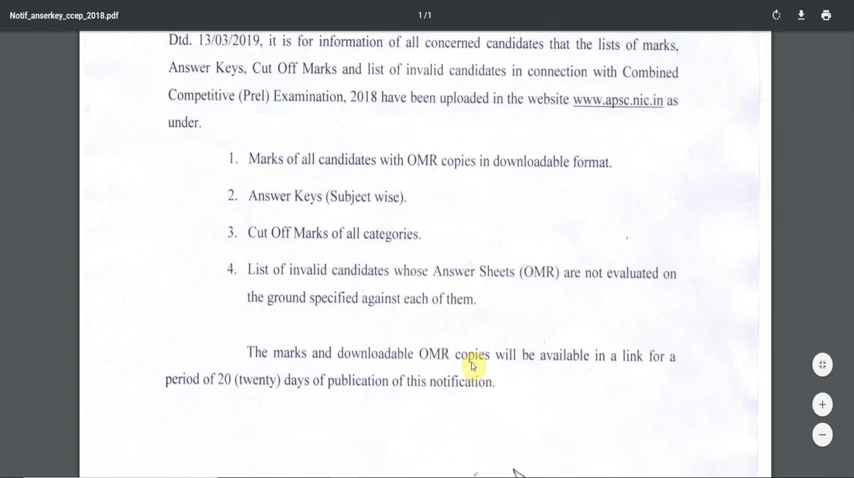 Notif_anserkey_ccep_2018.pdf
1/1
Dtd. 13/03/2019, it is for information of all concerned candidates that the lists of marks,
Answer Keys, Cut Off Marks and list of invalid candidates in connection with Combined
Competitive (Prel) Examination, 2018 have been uploaded in the website www.apsc.nic.in as
under.
1. Marks of all candidates with OMR copies in downloadable format.
2. Answer Keys (Subject wise).
3. Cut Off Marks of all categories.
4. List of invalid candidates whose Answer Sheets (OMR) are not evaluated on
the ground specified against each of them.
The marks and downloadable OMR copies will be available in a link for a
period of 20 (twenty) days of publication of this notification.